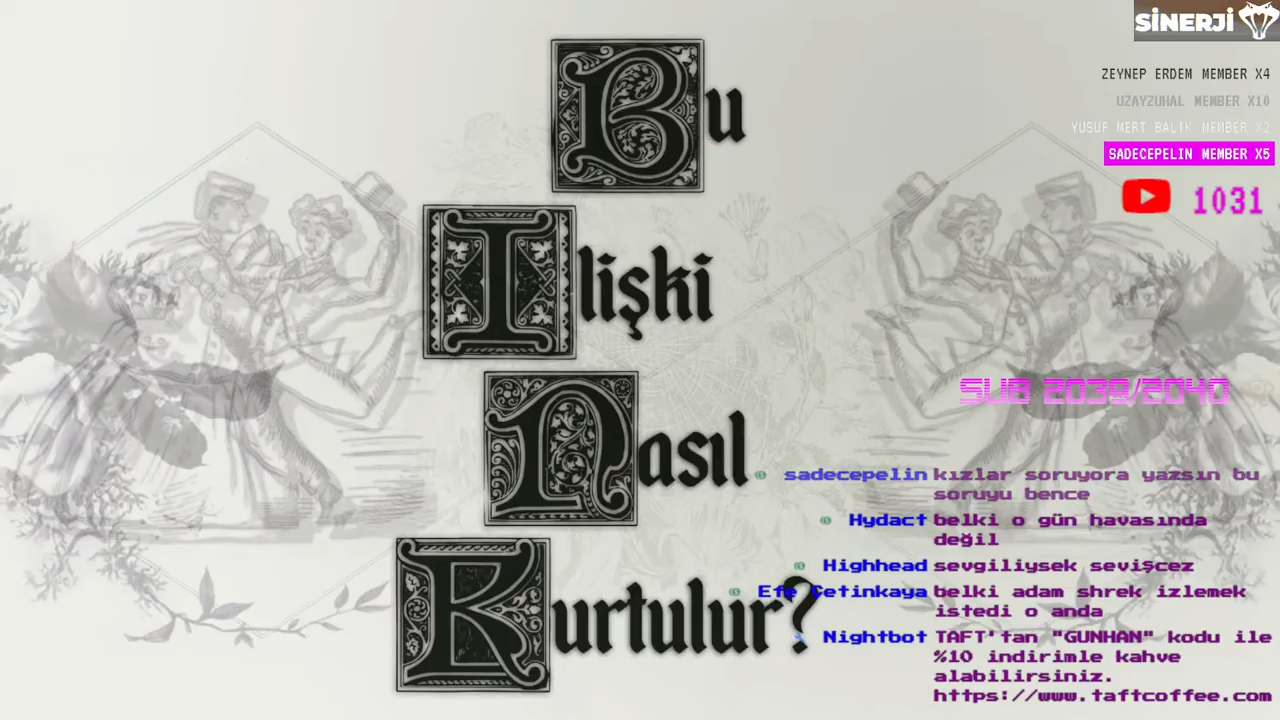 SİNERJİ
ZEYNEP ERDEM MEMBER X4
UZAYZUHAL MEMBER X10
YUSUF MERT BALIK MEMBER X2
SADECEPELIN MEMBER X5
1031
Bu
İlişki
Nasıl
Kurtulur?
SUB 2039/2040
sadecepelin kızlar soruyora yazsın bu
soruyu bence
Hydact belki o gün havasında
değil
Highhead sevgiliysek sevişcez
Efe Cetinkaya belki adam shrek izlemek
istedi o anda
Nightbot TAFT'tan "GUNHAN" kodu ile
%10 indirimle kahve
alabilirsiniz.
https://www.taftcoffee.com